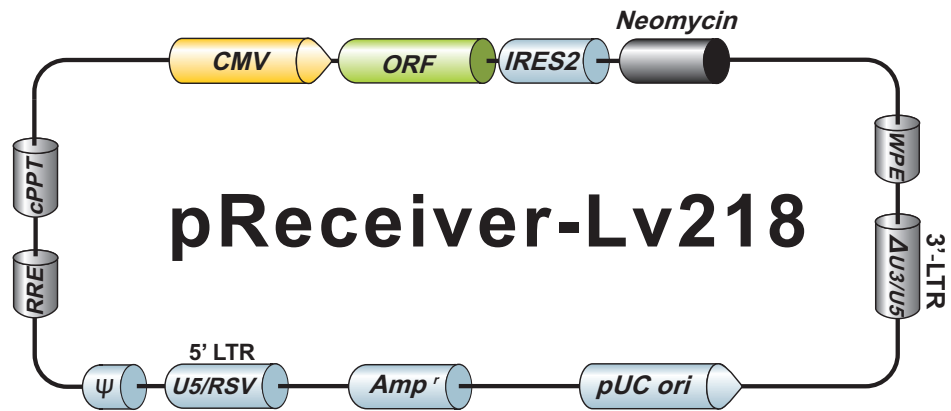 Neomycin
CMV
ORF
IRES2
cPPT
WPE
pReceiver-Lv218
RRE
ΔU3/U5
3’-LTR
5’ LTR
Ψ
U5/RSV
Amp r
pUC ori